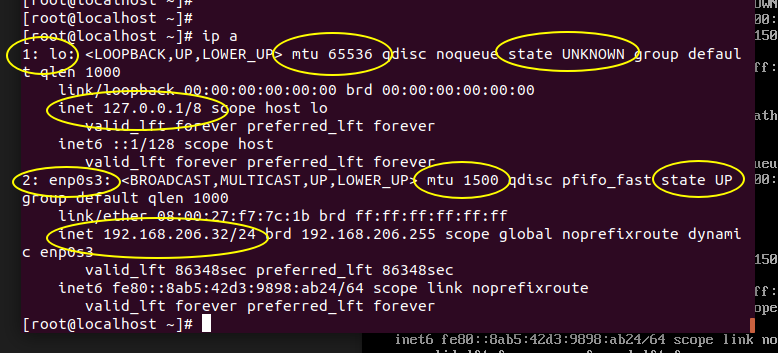 [root@localhost ~]#
[root@localhost ~]#
[root@localhost ~]# ip a
1: lo: <LOOPBACK,UP,LOWER_UP> mtu 65536 qdisc noqueue state UNKNOWN group defaul
t qlen 1000
link/loopback 00:00:00:00:00:00 brd 00:00:00:00:00:00
inet 127.0.0.1/8 scope host lo
valid_lft forever preferred_lft forever
inet6 ::1/128 scope host
valid_lft forever preferred_lft forever
2: enp0s3: <BROADCAST,MULTICAST,UP,LOWER_UP> mtu 1500 qdisc pfifo_fast state UP
group default qlen 1000
link/ether 08:00:27:f7:7c:1b brd ff:ff:ff:ff:ff:ff
inet 192.168.206.32/24 brd 192.168.206.255 scope global noprefixroute dynami
c enp0s3
valid_lft 86348sec preferred_lft 86348sec
inet6 fe80::8ab5:42d3:9898:ab24/64 scope link noprefixroute
valid_lft forever preferred_lft forever
[root@localhost ~]#
inet6 fe80::8ab5:42d3:9898:ab24/64 scope link no